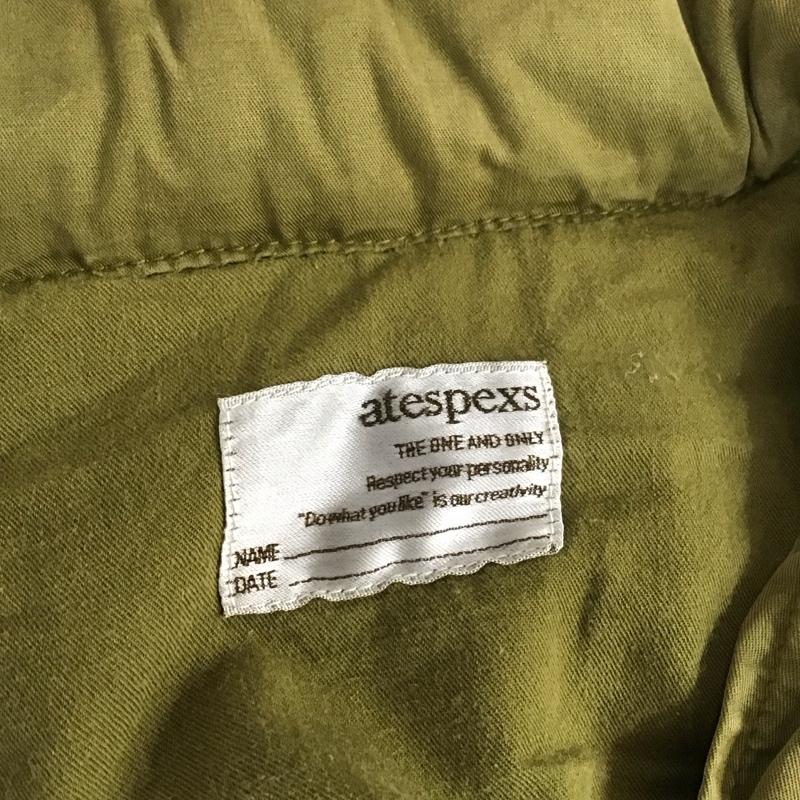 atespexs
THE ONE AND ONLY
Respect your personality
"Do what you like" is our creativity.
NAME
DATE